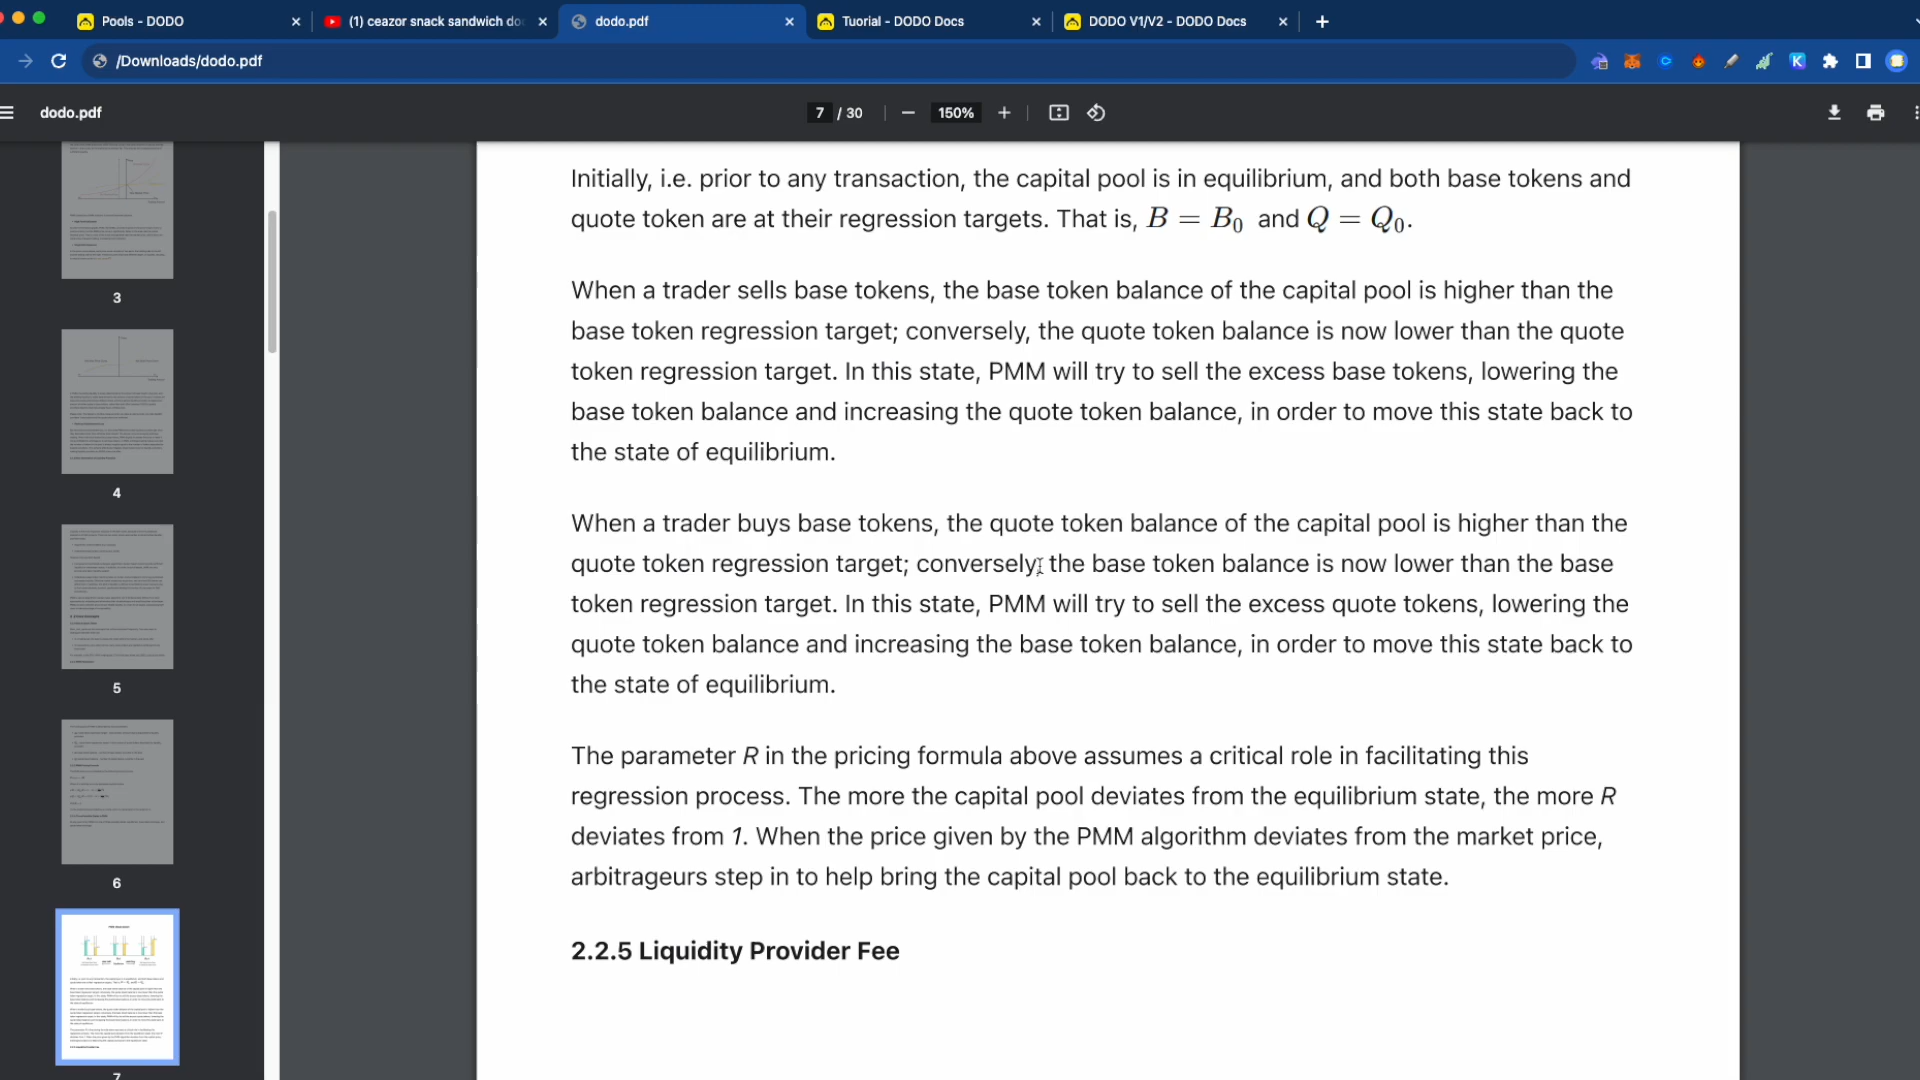 Pools - DODO
(1) ceazor snack sandwich do
dodo.pdf
Tuorial - DODO Docs
DODO V1/V2 - DODO Docs
/Downloads/dodo.pdf
dodo.pdf
7 / 30
150%
3
4
5
6
7
Initially, i.e. prior to any transaction, the capital pool is in equilibrium, and both base tokens and
quote token are at their regression targets. That is, B = B₀ and Q = Q₀.
When a trader sells base tokens, the base token balance of the capital pool is higher than the
base token regression target; conversely, the quote token balance is now lower than the quote
token regression target. In this state, PMM will try to sell the excess base tokens, lowering the
base token balance and increasing the quote token balance, in order to move this state back to
the state of equilibrium.
When a trader buys base tokens, the quote token balance of the capital pool is higher than the
quote token regression target; conversely, the base token balance is now lower than the base
token regression target. In this state, PMM will try to sell the excess quote tokens, lowering the
quote token balance and increasing the base token balance, in order to move this state back to
the state of equilibrium.
The parameter R in the pricing formula above assumes a critical role in facilitating this
regression process. The more the capital pool deviates from the equilibrium state, the more R
deviates from 1. When the price given by the PMM algorithm deviates from the market price,
arbitrageurs step in to help bring the capital pool back to the equilibrium state.
2.2.5 Liquidity Provider Fee